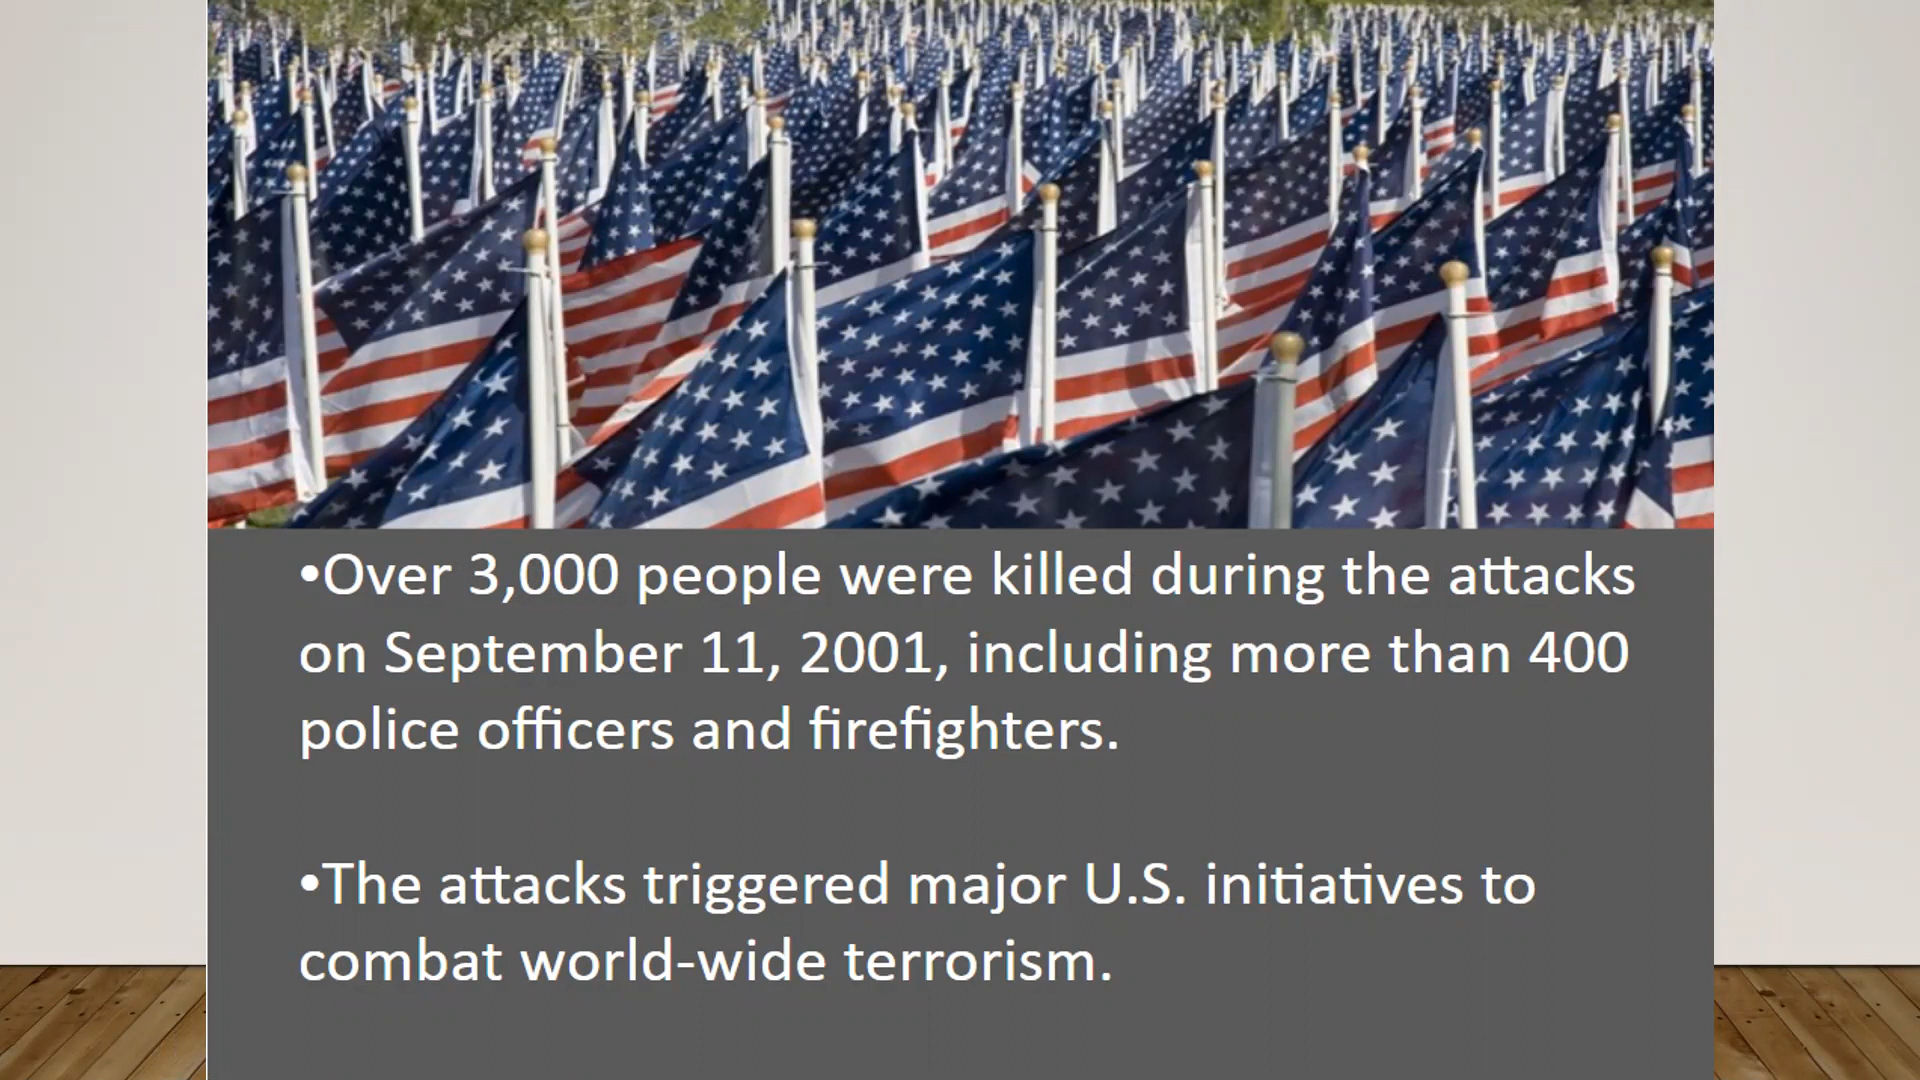 •Over 3,000 people were killed during the attacks
on September 11, 2001, including more than 400
police officers and firefighters.
•The attacks triggered major U.S. initiatives to
combat world-wide terrorism.